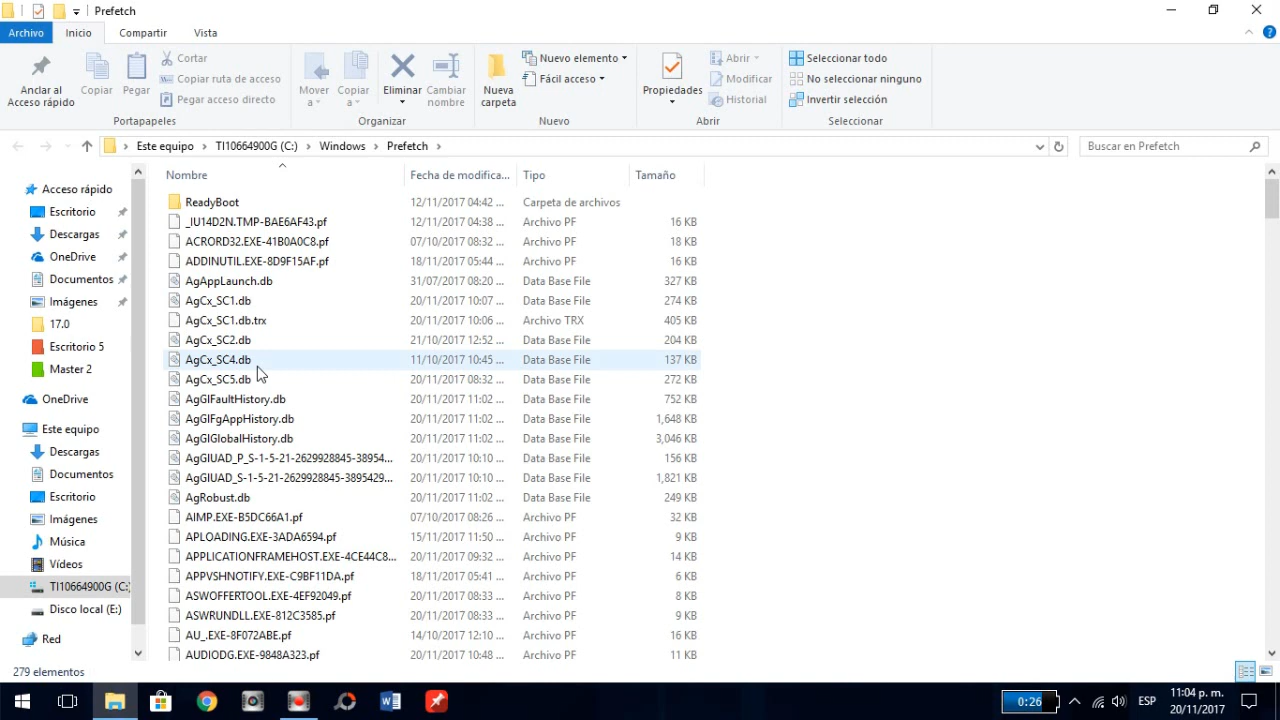 Prefetch
Archivo Inicio Compartir Vista
Anclar al Acceso rápido
Copiar
Pegar
Cortar
Copiar ruta de acceso
Pegar acceso directo
Portapapeles
Mover a
Copiar a
Eliminar
Cambiar nombre
Organizar
Nueva carpeta
Nuevo elemento
Fácil acceso
Nuevo
Propiedades
Abrir
Modificar
Historial
Abrir
Seleccionar todo
No seleccionar ninguno
Invertir selección
Seleccionar
Este equipo > TI10664900G (C:) > Windows > Prefetch >
Buscar en Prefetch
Acceso rápido
Escritorio
Descargas
OneDrive
Documentos
Imágenes
17.0
Escritorio 5
Master 2
OneDrive
Este equipo
Descargas
Documentos
Escritorio
Imágenes
Música
Vídeos
TI10664900G (C:
Disco local (E:)
Red
Nombre Fecha de modifica... Tipo Tamaño
ReadyBoot 12/11/2017 04:42 ... Carpeta de archivos
_IU14D2N.TMP-BAE6AF43.pf 12/11/2017 04:38 ... Archivo PF 16 KB
ACRORD32.EXE-41B0A0C8.pf 07/10/2017 08:32 ... Archivo PF 18 KB
ADDINUTIL.EXE-8D9F15AF.pf 18/11/2017 05:44 ... Archivo PF 16 KB
AgAppLaunch.db 31/07/2017 08:20 ... Data Base File 327 KB
AgCx_SC1.db 20/11/2017 10:07 ... Data Base File 274 KB
AgCx_SC1.db.trx 20/11/2017 10:06 ... Archivo TRX 405 KB
AgCx_SC2.db 21/10/2017 12:52 ... Data Base File 204 KB
AgCx_SC4.db 11/10/2017 10:45 ... Data Base File 137 KB
AgCx_SC5.db 20/11/2017 08:32 ... Data Base File 272 KB
AgGlFaultHistory.db 20/11/2017 11:02 ... Data Base File 752 KB
AgGlFgAppHistory.db 20/11/2017 11:02 ... Data Base File 1,648 KB
AgGlGlobalHistory.db 20/11/2017 11:02 ... Data Base File 3,046 KB
AgGlUAD_P_S-1-5-21-2629928845-38954... 20/11/2017 10:10 ... Data Base File 156 KB
AgGlUAD_S-1-5-21-2629928845-3895429... 20/11/2017 10:10 ... Data Base File 1,821 KB
AgRobust.db 20/11/2017 11:02 ... Data Base File 249 KB
AIMP.EXE-B5DC66A1.pf 07/10/2017 08:26 ... Archivo PF 32 KB
APLOADING.EXE-3ADA6594.pf 15/11/2017 11:50 ... Archivo PF 9 KB
APPLICATIONFRAMEHOST.EXE-4CE44C8... 20/11/2017 09:32 ... Archivo PF 14 KB
APPVSHNOTIFY.EXE-C9BF11DA.pf 18/11/2017 05:41 ... Archivo PF 6 KB
ASWOFFERTOOL.EXE-4EF92049.pf 20/11/2017 08:33 ... Archivo PF 8 KB
ASWRUNDLL.EXE-812C3585.pf 20/11/2017 08:33 ... Archivo PF 9 KB
AU_.EXE-8F072ABE.pf 14/10/2017 12:10 ... Archivo PF 16 KB
AUDIODG.EXE-9848A323.pf 20/11/2017 10:48 ... Archivo PF 11 KB
279 elementos
0:26
ESP
11:04 p. m.
20/11/2017